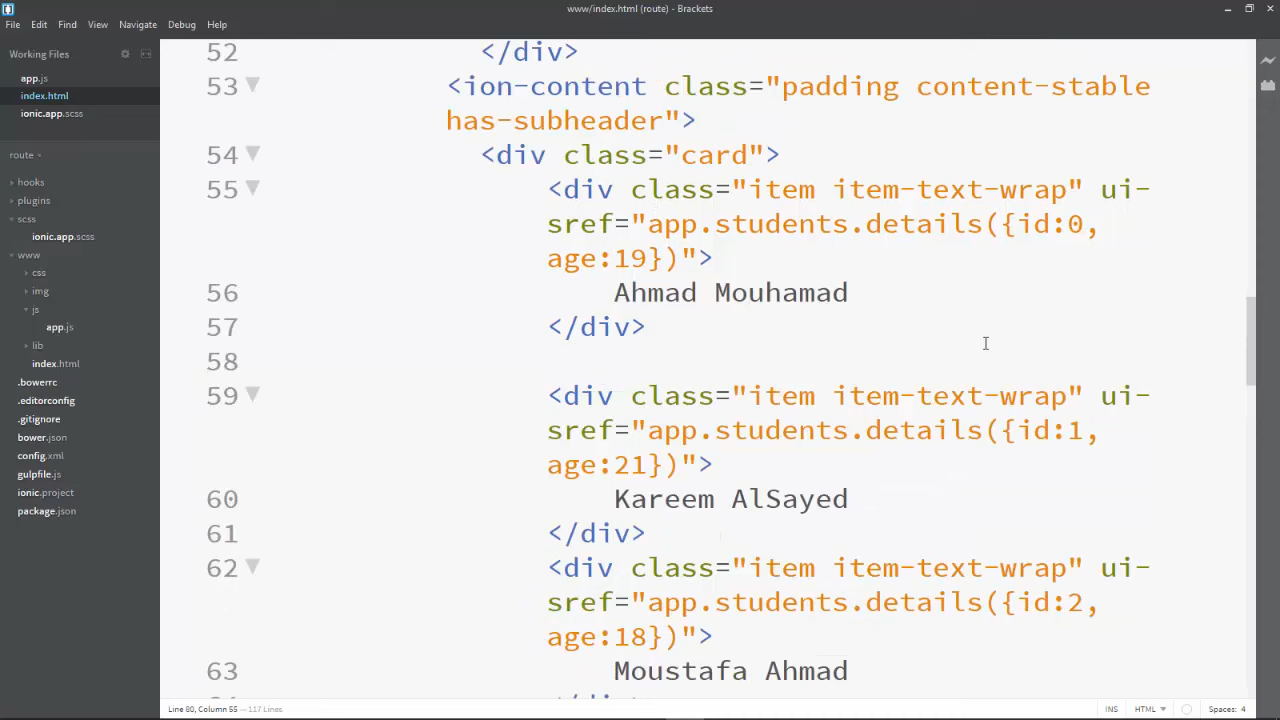 www/index.html (route) - Brackets
File Edit Find View Navigate Debug Help
Working Files
app.js
index.html
ionic.app.scss
route
hooks
plugins
scss
ionic.app.scss
www
css
img
js
app.js
lib
index.html
.bowerrc
.editorconfig
.gitignore
bower.json
config.xml
gulpfile.js
ionic.project
package.json
52 </div>
53 <ion-content class="padding content-stable
has-subheader">
54 <div class="card">
55 <div class="item item-text-wrap" ui-
sref="app.students.details({id:0,
age:19})">
56 Ahmad Mouhamad
57 </div>
58
59 <div class="item item-text-wrap" ui-
sref="app.students.details({id:1,
age:21})">
60 Kareem AlSayed
61 </div>
62 <div class="item item-text-wrap" ui-
sref="app.students.details({id:2,
age:18})">
63 Moustafa Ahmad
Line 80, Column 55 - 117 Lines
INS HTML Spaces: 4